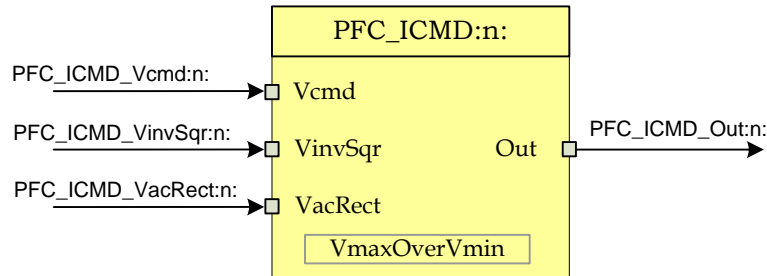 PFC_ICMD:n:
PFC_ICMD_Vcmd:n:
Vcmd
PFC_ICMD_VinvSqr:n:
VinvSqr
Out
PFC_ICMD_Out:n:
PFC_ICMD_VacRect:n:
VacRect
VmaxOverVmin